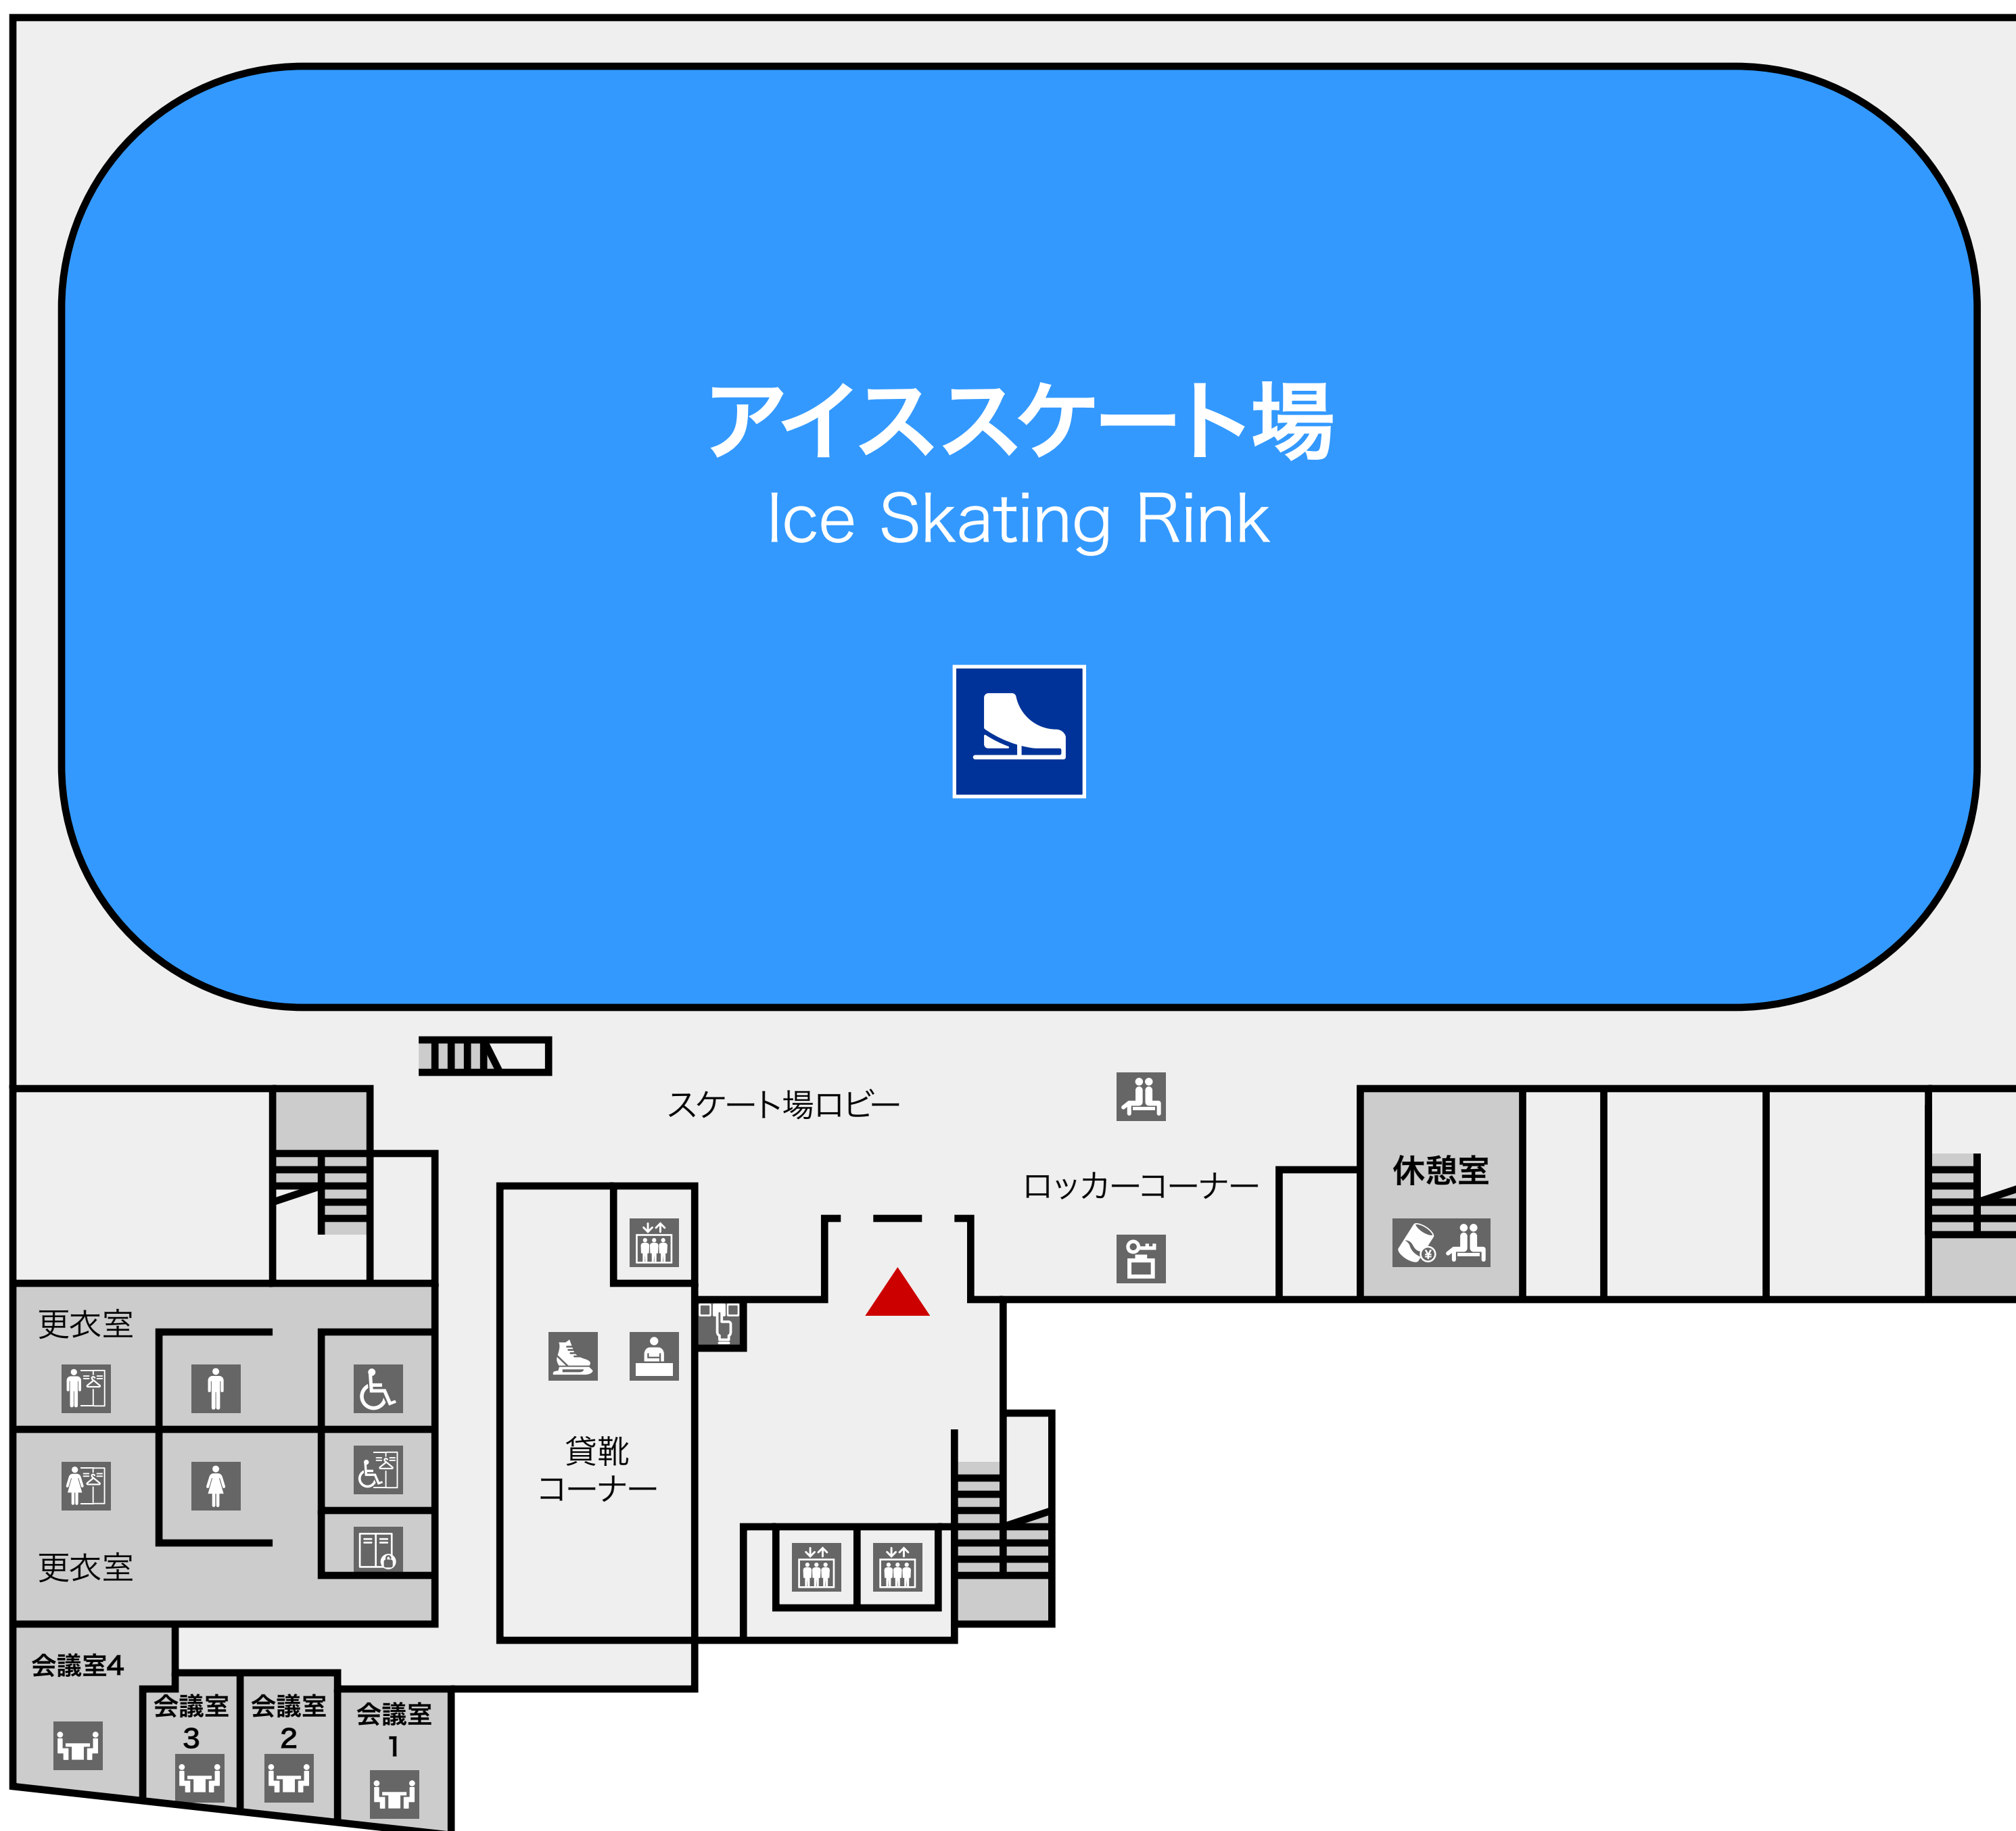 アイススケート場
Ice Skating Rink
スケート場ロビー
ロッカーコーナー
休憩室
¥
更衣室
貸靴
コーナー
更衣室
会議室4
会議室
3
会議室
2
会議室
1